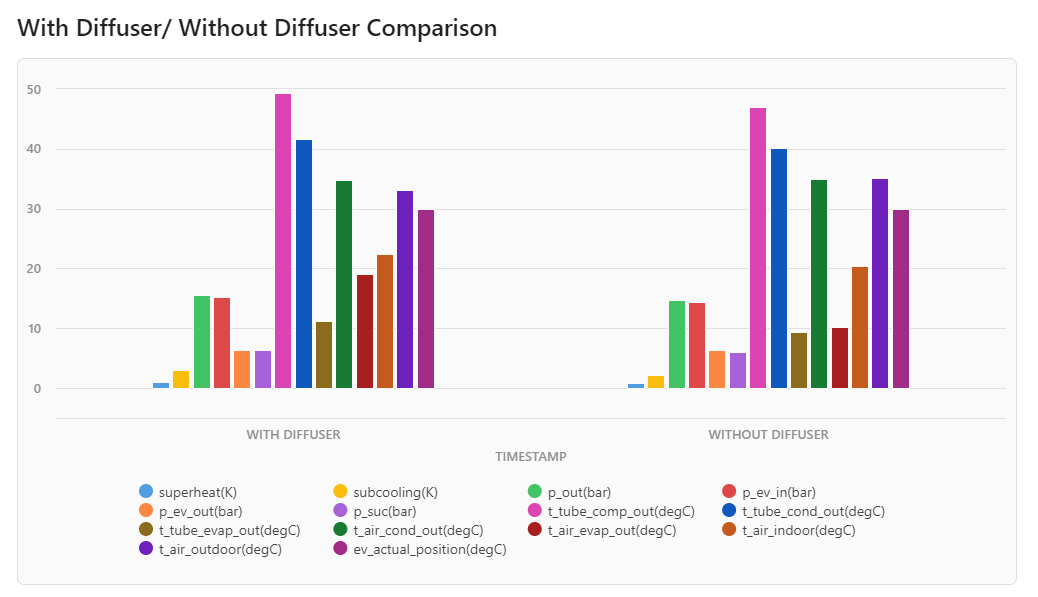 With Diffuser/ Without Diffuser Comparison
50
40
30
20
10
0
WITH DIFFUSER WITHOUT DIFFUSER
TIMESTAMP
superheat(K) subcooling(K) p_out(bar) p_ev_in(bar)
p_ev_out(bar) p_suc(bar) t_tube_comp_out(degC) t_tube_cond_out(degC)
t_tube_evap_out(degC) t_air_cond_out(degC) t_air_evap_out(degC) t_air_indoor(degC)
t_air_outdoor(degC) ev_actual_position(degC)